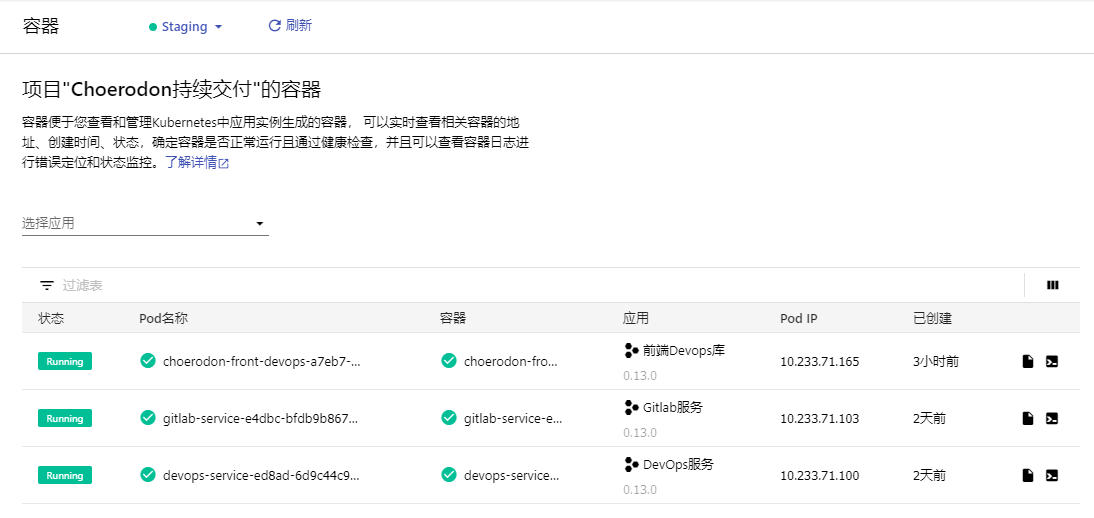 容器 Staging 刷新
项目"Choerodon持续交付"的容器
容器便于您查看和管理Kubernetes中应用实例生成的容器， 可以实时查看相关容器的地
址、创建时间、状态，确定容器是否正常运行且通过健康检查，并且可以查看容器日志进
行错误定位和状态监控。了解详情
选择应用
过滤表
状态 Pod名称 容器 应用 Pod IP 已创建
Running choerodon-front-devops-a7eb7-... choerodon-fro... 前端Devops库 10.233.71.165 3小时前
0.13.0
Running gitlab-service-e4dbc-bfdb9b867... gitlab-service-e... Gitlab服务 10.233.71.103 2天前
0.13.0
Running devops-service-ed8ad-6d9c44c9... devops-service... DevOps服务 10.233.71.100 2天前
0.13.0